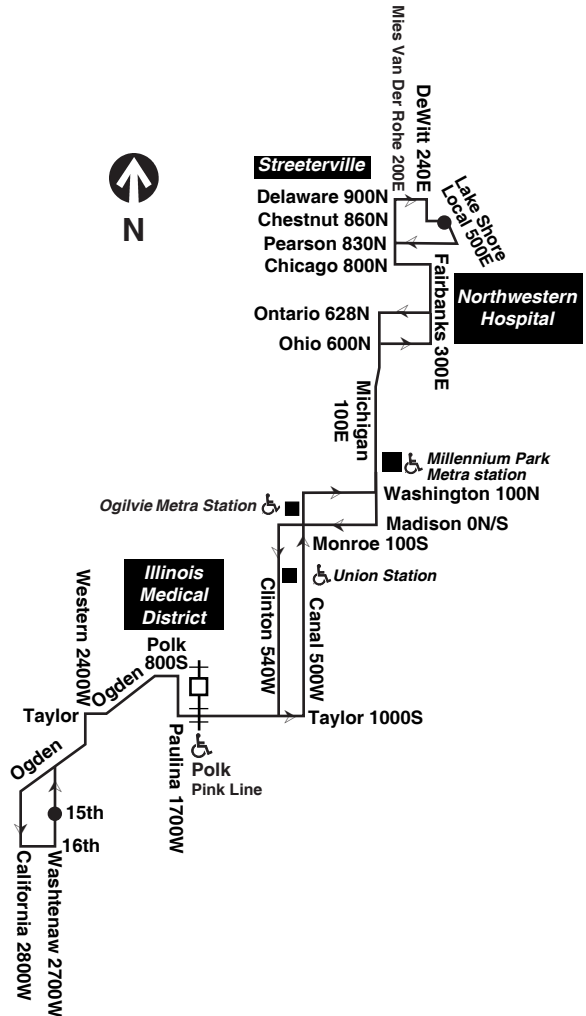 Mies Van Der Rohe 200E
DeWitt 240E
Streeterville
N
Delaware 900N
Chestnut 860N
Pearson 830N
Chicago 800N
Lake Shore
Local 500E
Fairbanks 300E
Northwestern
Hospital
Ontario 628N
Ohio 600N
Michigan
100E
Millennium Park
Metra station
Washington 100N
Ogilvie Metra Station
Madison 0N/S
Monroe 100S
Union Station
Illinois
Medical
District
Clinton 540W
Canal 500W
Western 2400W
Polk
800S
Ogden
Taylor
Taylor 1000S
Paulina 1700W
Polk
Pink Line
Ogden
15th
16th
California 2800W
Washtenaw 2700W